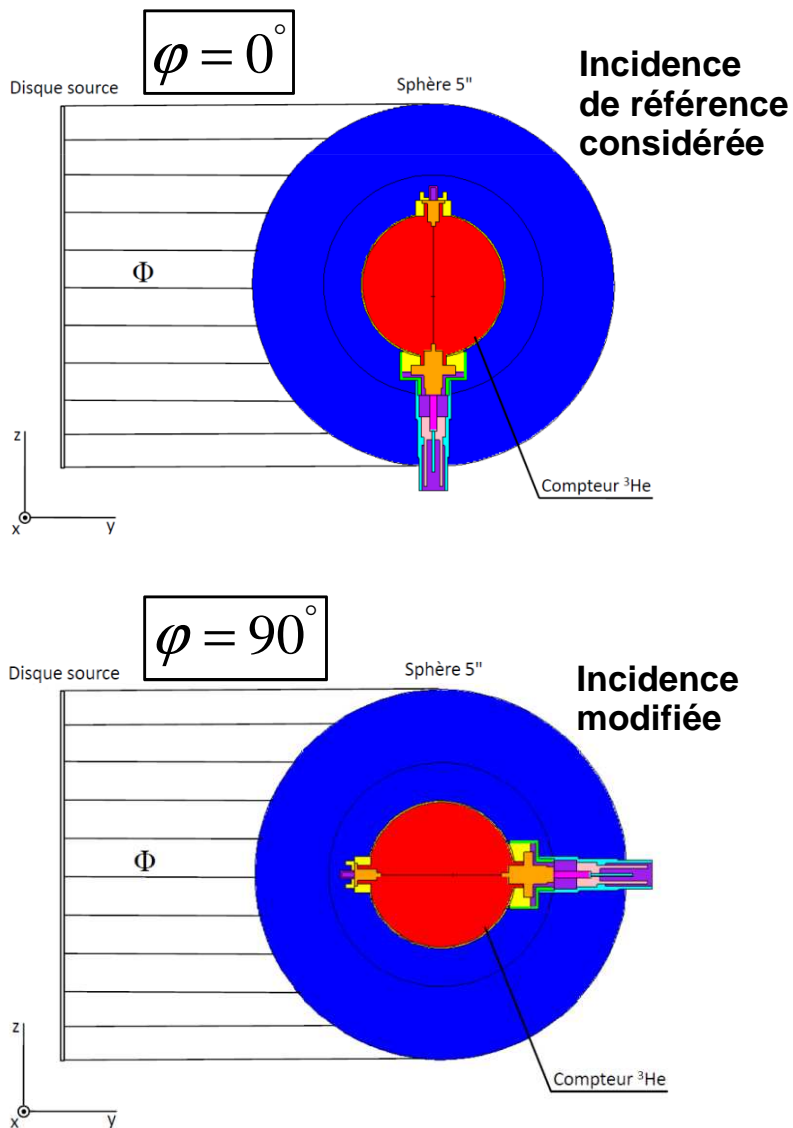 φ = 0°
Disque source
Sphère 5"
Incidence
de référence
considérée
Φ
Compteur ³He
z
x
y
φ = 90°
Disque source
Sphère 5"
Incidence
modifiée
Φ
Compteur ³He
z
x
y